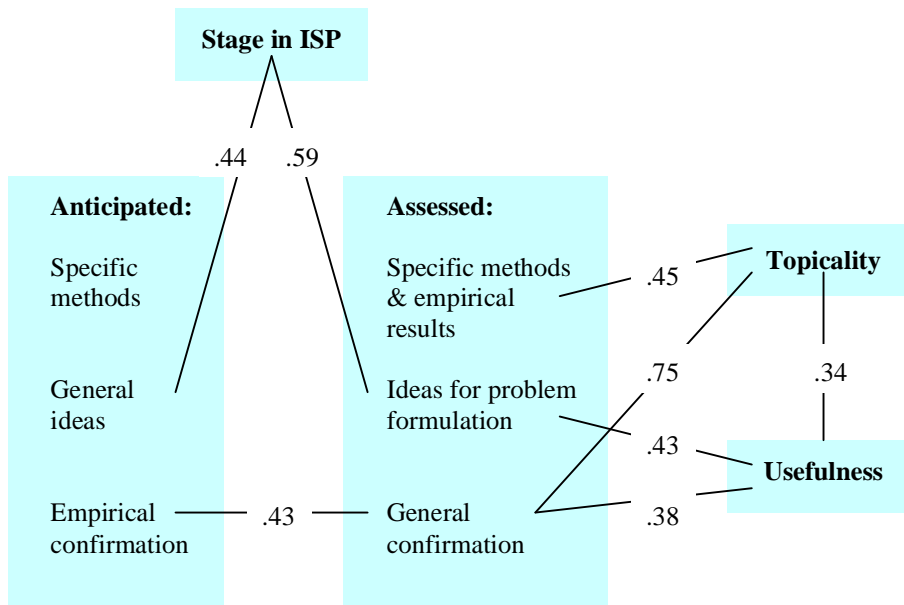 Stage in ISP
.44
.59
Anticipated:
Specific
methods
General
ideas
Empirical
confirmation
.43
Assessed:
Specific methods
& empirical
results
Ideas for problem
formulation
General
confirmation
.45
.75
.43
.38
Topicality
.34
Usefulness